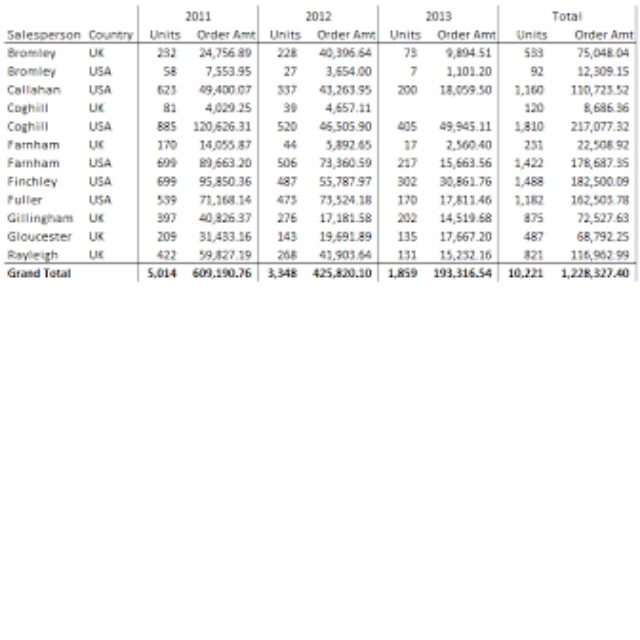 2011 2012 2013 Total
Salesperson Country Units Order Amt Units Order Amt Units Order Amt Units Order Amt
Bromley UK 232 24,756.89 228 40,396.64 73 9,894.51 533 75,048.04
Bromley USA 58 7,553.95 27 3,654.00 7 1,101.20 92 12,309.15
Callahan USA 623 49,400.07 337 43,263.95 200 18,059.50 1,160 110,723.52
Coghill UK 81 4,029.25 39 4,657.11 120 8,686.36
Coghill USA 885 120,626.31 520 46,505.90 405 49,945.11 1,810 217,077.32
Farnham UK 170 14,055.87 44 5,892.65 17 2,560.40 231 22,508.92
Farnham USA 699 89,663.20 506 73,360.59 217 15,663.56 1,422 178,687.35
Finchley USA 699 95,850.36 487 55,787.97 302 30,861.76 1,488 182,500.09
Fuller USA 539 71,168.14 473 73,524.18 170 17,811.46 1,182 162,503.78
Gillingham UK 397 40,826.37 276 17,181.58 202 14,519.68 875 72,527.63
Gloucester UK 209 31,433.16 143 19,691.89 135 17,667.20 487 68,792.25
Rayleigh UK 422 59,827.19 268 41,903.64 131 15,232.16 821 116,962.99
Grand Total 5,014 609,190.76 3,348 425,820.10 1,859 193,316.54 10,221 1,228,327.40